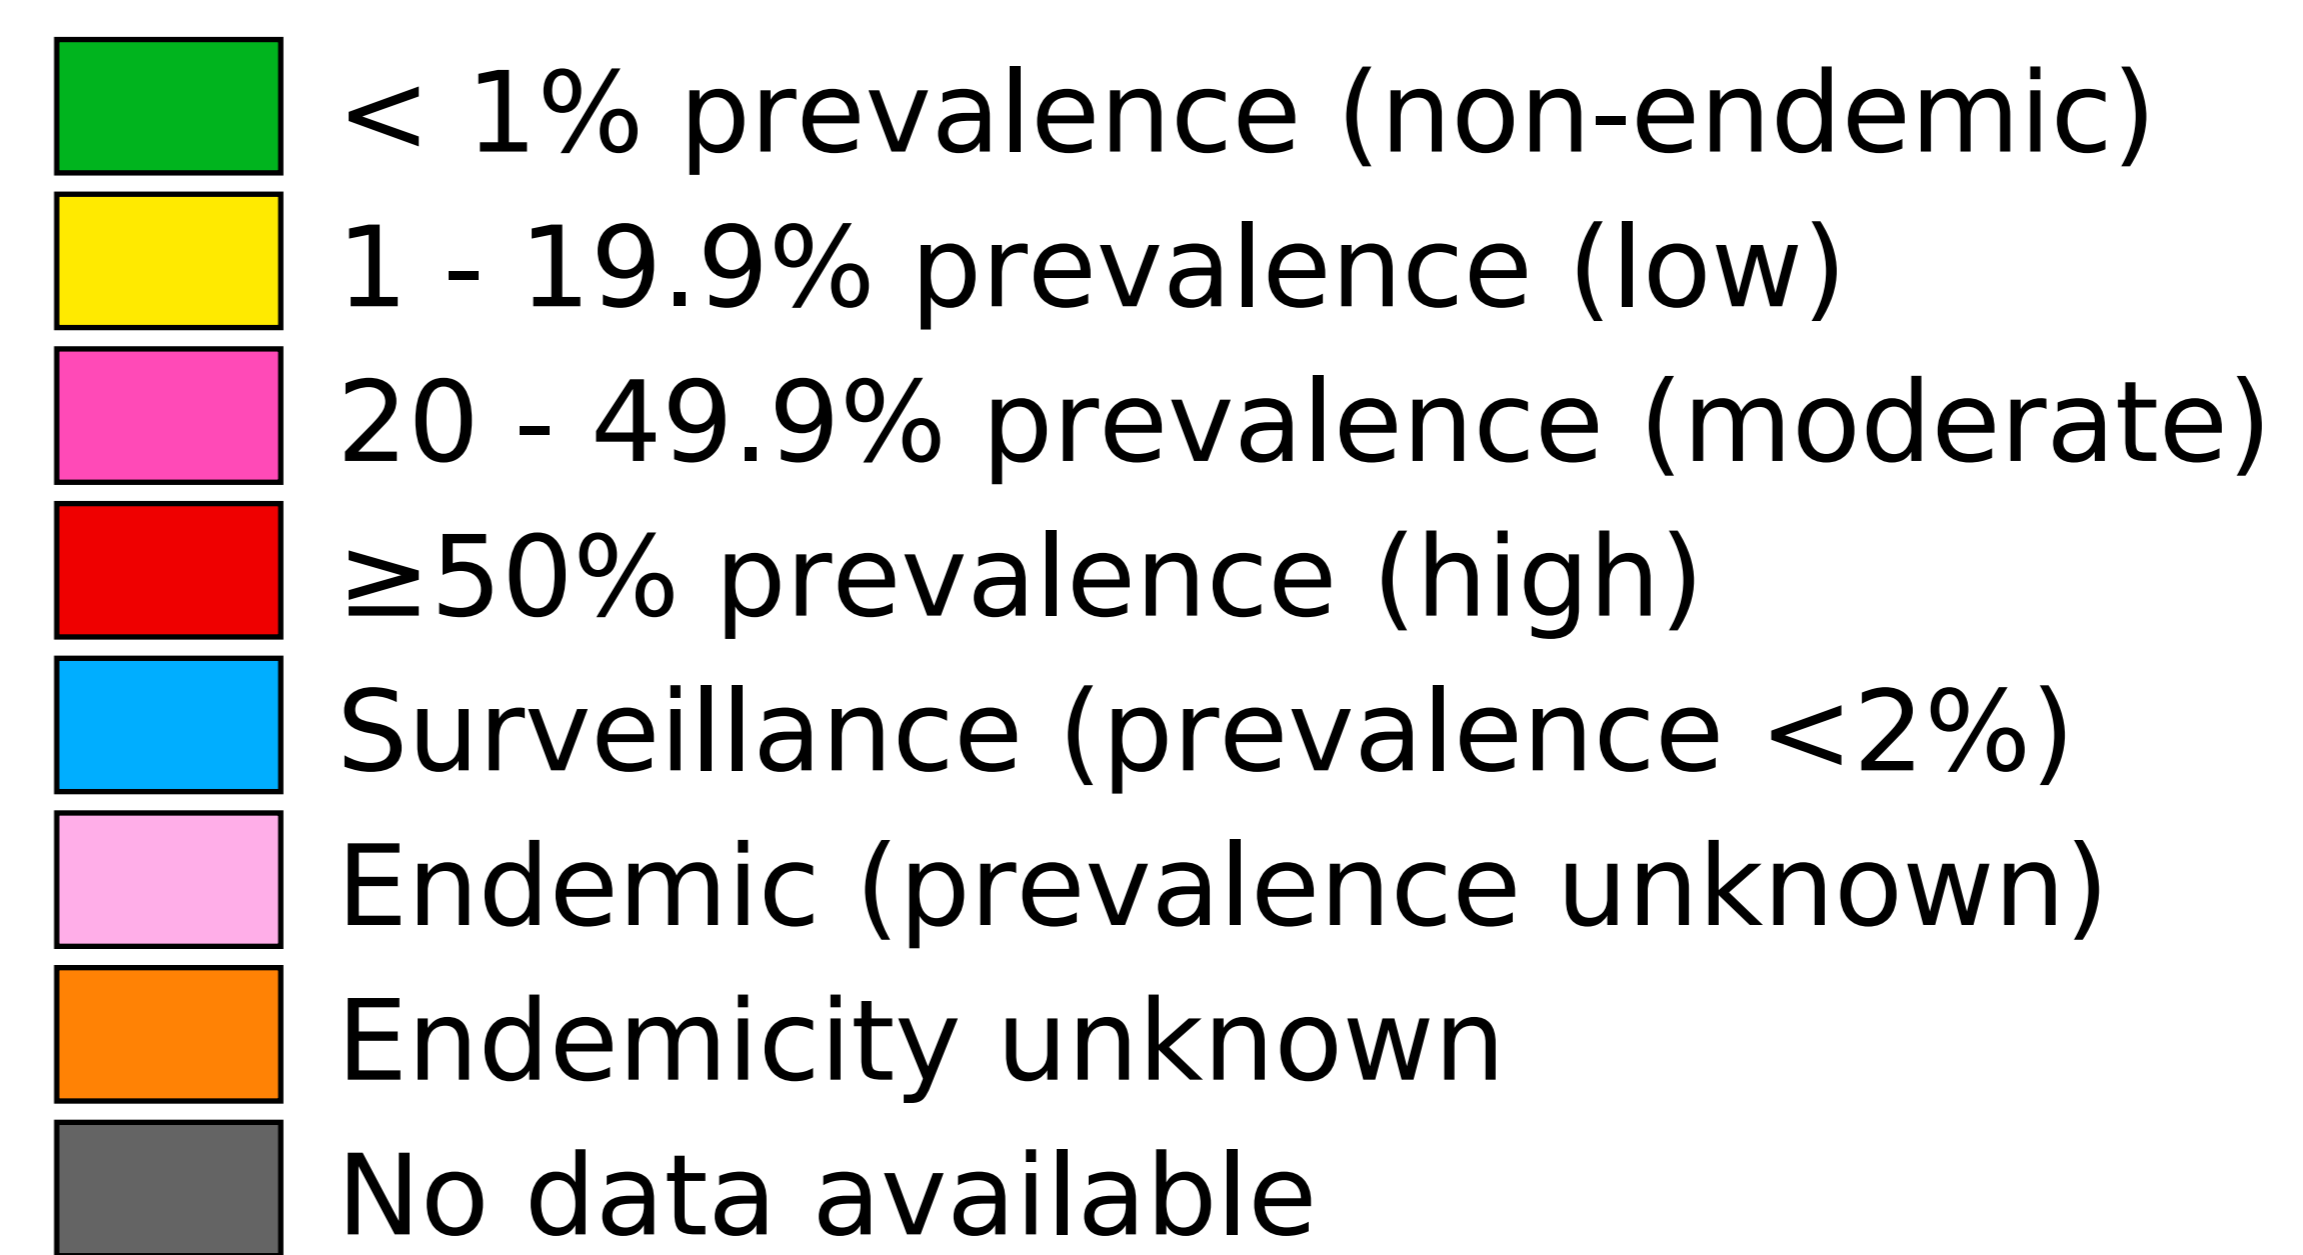 < 1% prevalence (non-endemic)
1 - 19.9% prevalence (low)
20 - 49.9% prevalence (moderate)
≥50% prevalence (high)
Surveillance (prevalence <2%)
Endemic (prevalence unknown)
Endemicity unknown
No data available